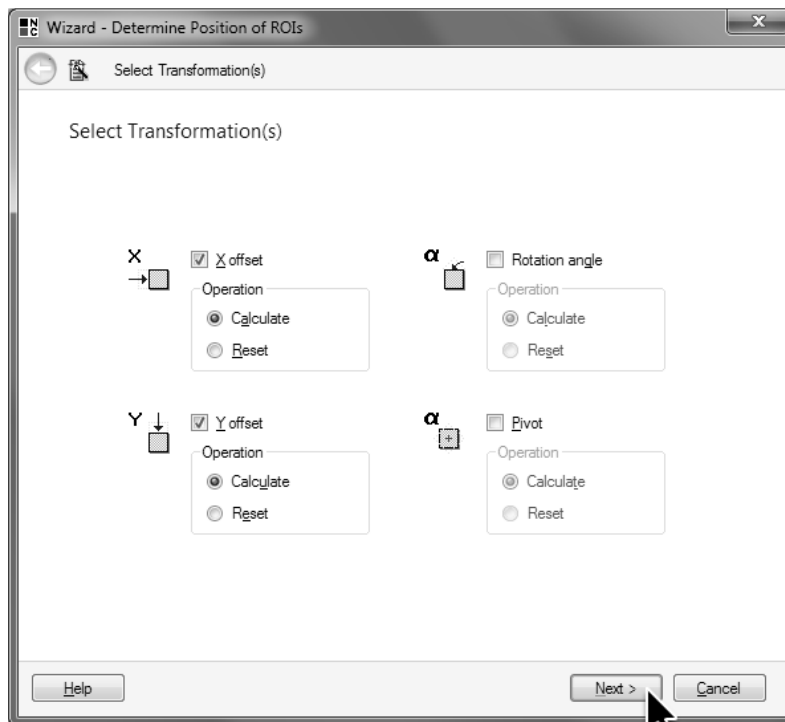 NC Wizard - Determine Position of ROIs X
Select Transformation(s)
Select Transformation(s)
X X offset
Operation
Calculate
Reset
α Rotation angle
Operation
Calculate
Reset
Y Y offset
Operation
Calculate
Reset
α Pivot
Operation
Calculate
Reset
Help Next > Cancel